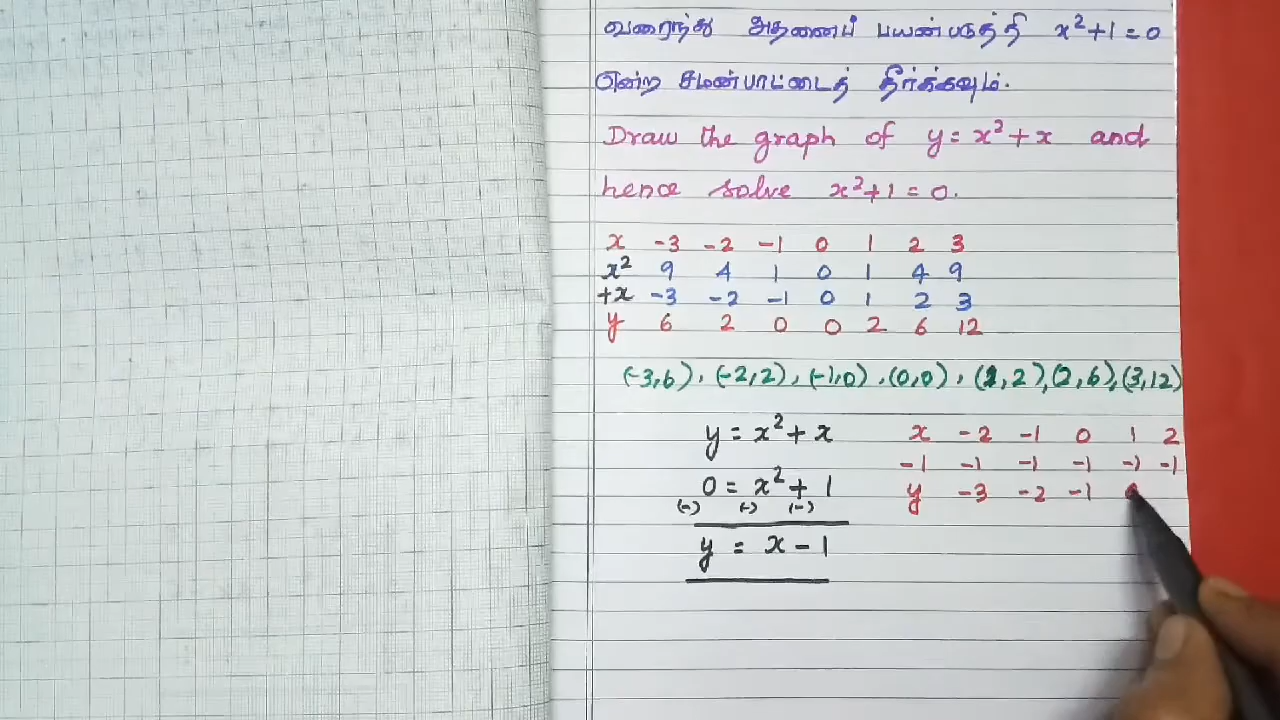 வரைந்து அதனைப் பயன்படுத்தி x²+1=0
என்ற சமன்பாட்டைத் தீர்க்கவும்.
Draw the graph of y=x²+x and
hence solve x²+1=0.
x -3 -2 -1 0 1 2 3
x² 9 4 1 0 1 4 9
+x -3 -2 -1 0 1 2 3
y 6 2 0 0 2 6 12
(-3,6), (-2,2), (-1,0), (0,0), (1,2), (2,6), (3,12)
y = x²+x
0 = x²+ 1
(-) (-) (-)
y = x-1
x -2 -1 0 1 2
-1 -1 -1 -1 -1 -1
y -3 -2 -1